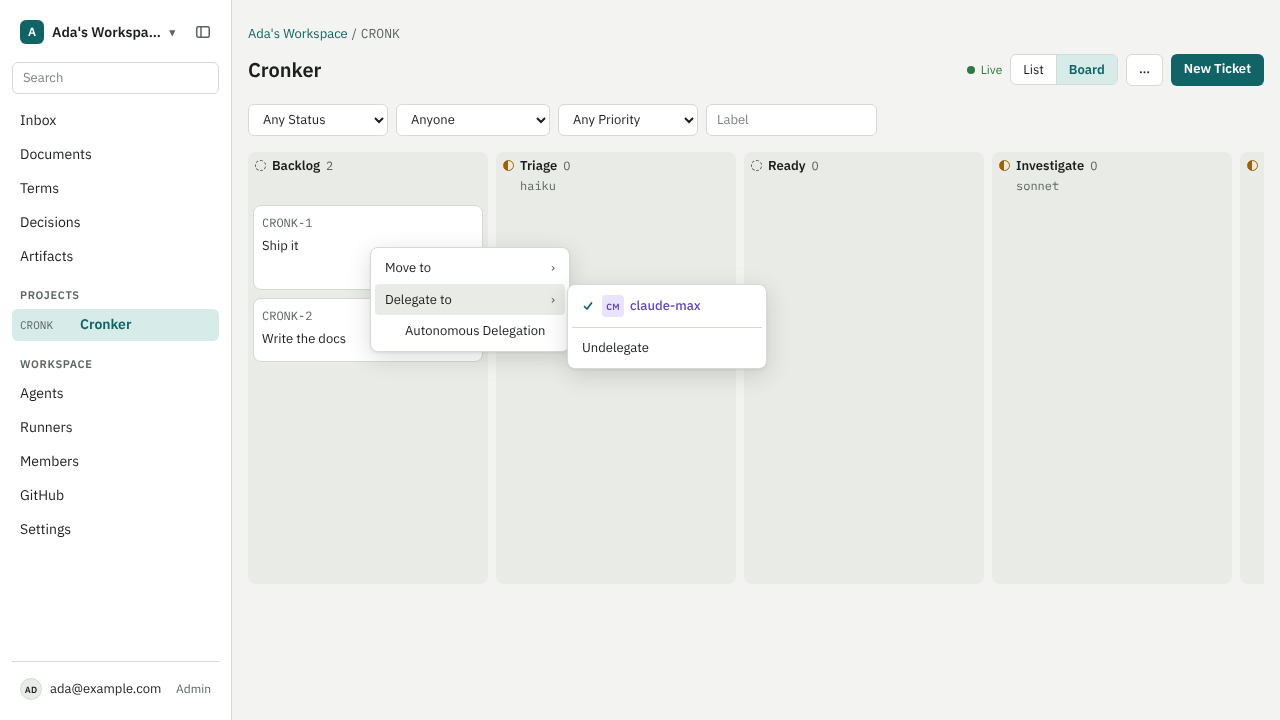 A Ada's Workspa... ▾
Search
Inbox
Documents
Terms
Decisions
Artifacts
PROJECTS
CRONK Cronker
WORKSPACE
Agents
Runners
Members
GitHub
Settings
AD ada@example.com Admin
Ada's Workspace / CRONK
Cronker
Live List Board ... New Ticket
Any Status Anyone Any Priority Label
Backlog 2
CRONK-1
Ship it
CRONK-2
Write the docs
Triage 0
haiku
Ready 0
Investigate 0
sonnet
Move to ›
Delegate to ›
Autonomous Delegation
CM claude-max
Undelegate